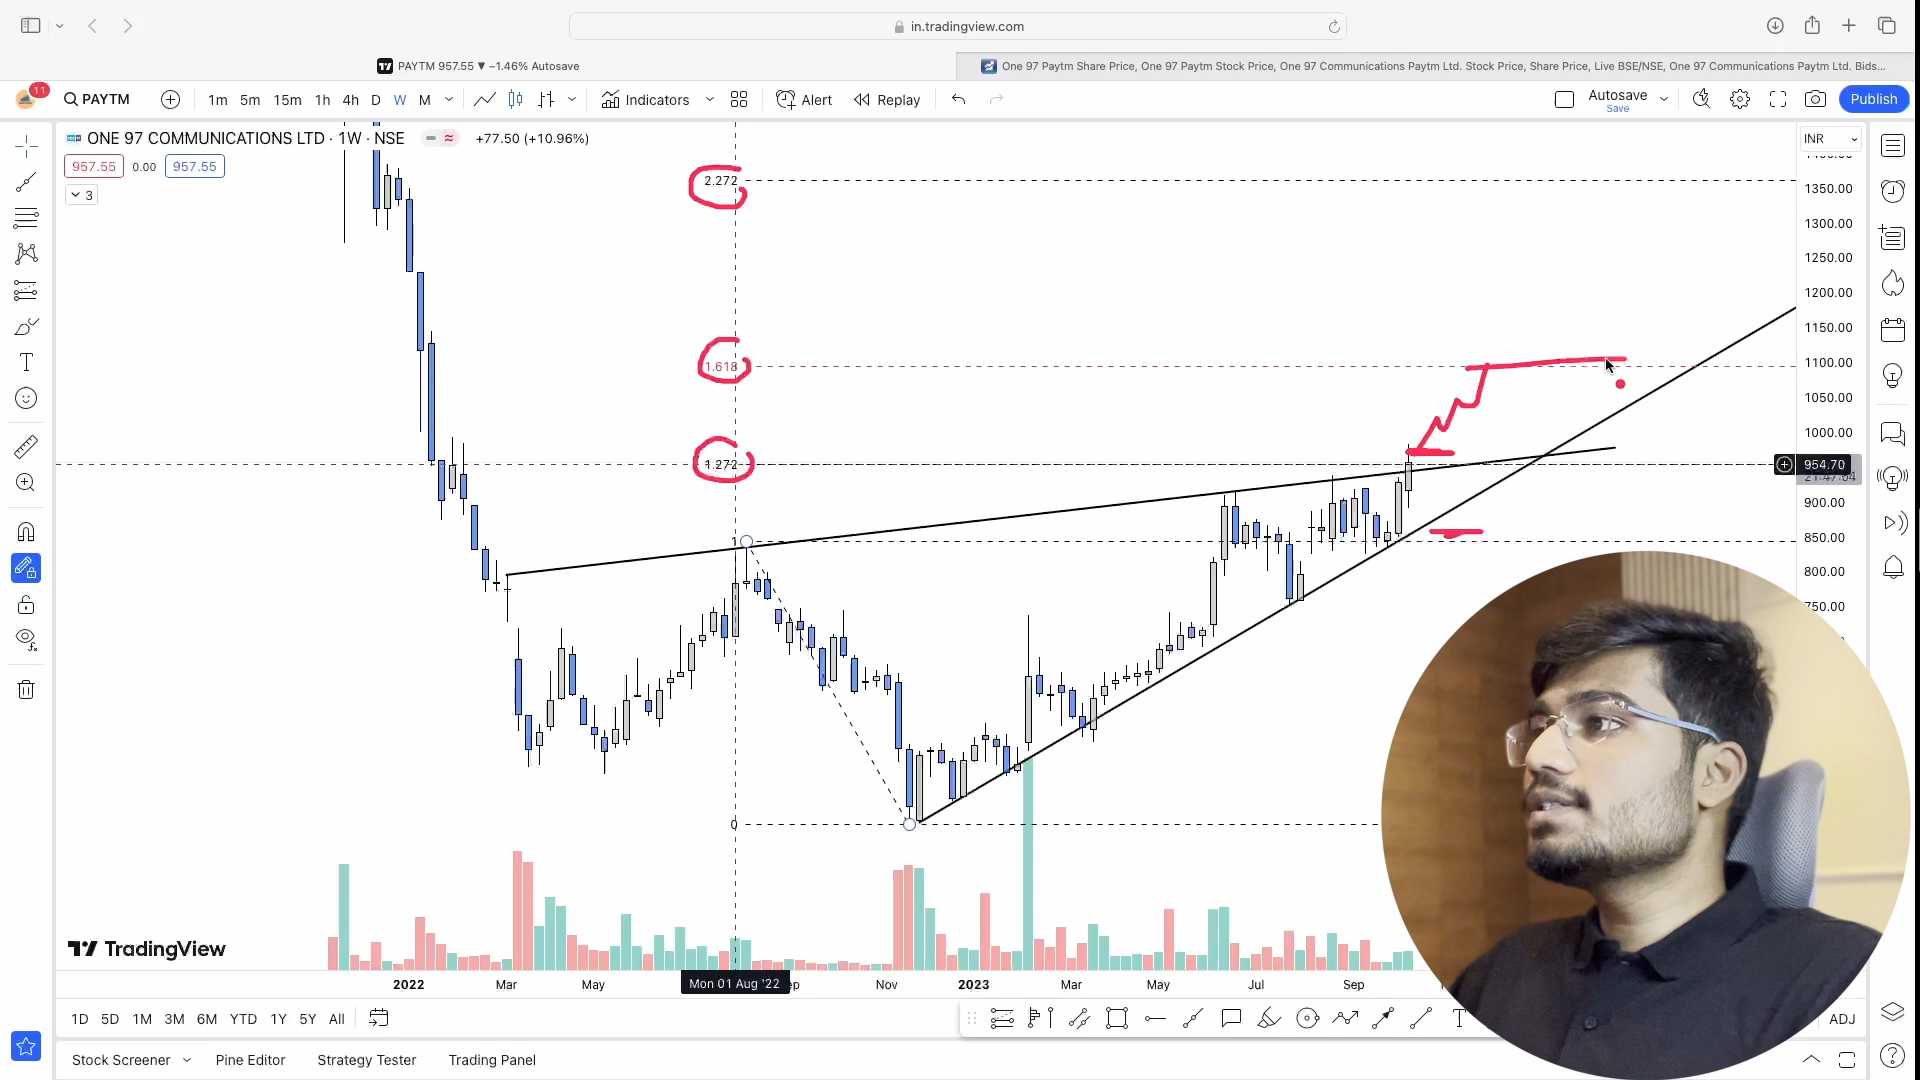 in.tradingview.com
PAYTM 957.55 ▼ −1.46% Autosave
One 97 Paytm Share Price, One 97 Paytm Stock Price, One 97 Communications Paytm Ltd. Stock Price, Share Price, Live BSE/NSE, One 97 Communications Paytm Ltd. Bids...
11
PAYTM
1m 5m 15m 1h 4h D W M
Indicators
Alert
Replay
Autosave
Save
Publish
ONE 97 COMMUNICATIONS LTD · 1W · NSE
+77.50 (+10.96%)
INR
957.55 0.00 957.55
3
2.272
1350.00
1300.00
1250.00
1200.00
1150.00
1.618
1100.00
1050.00
1000.00
1.272
954.70
900.00
1
850.00
800.00
750.00
0
TradingView
2022 Mar May
Mon 01 Aug '22
Nov 2023 Mar May Jul Sep
1D 5D 1M 3M 6M YTD 1Y 5Y All
ADJ
Stock Screener Pine Editor Strategy Tester Trading Panel